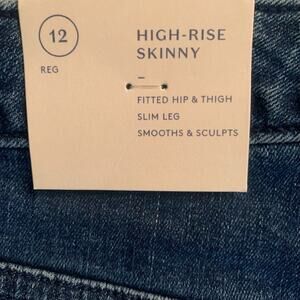 12
REG
HIGH-RISE
SKINNY
–
FITTED HIP & THIGH
SLIM LEG
SMOOTHS & SCULPTS